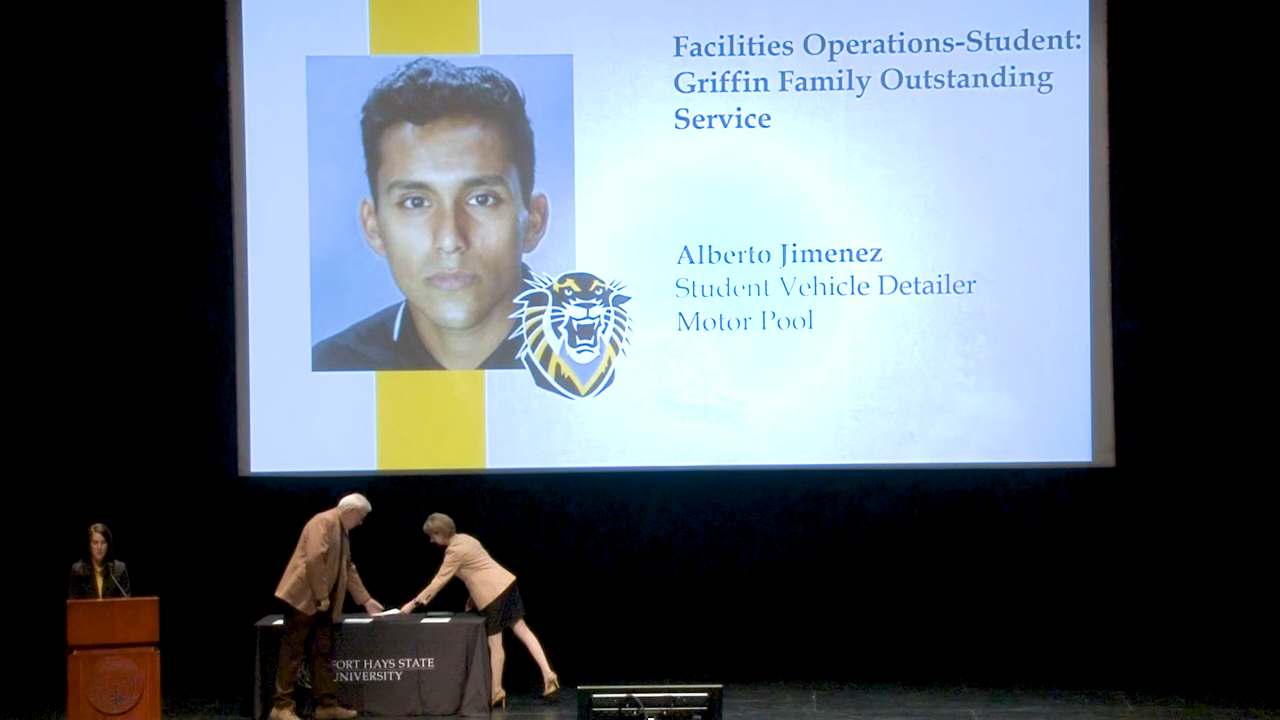 Facilities Operations-Student:
Griffin Family Outstanding
Service
Alberto Jimenez
Student Vehicle Detailer
Motor Pool
FORT HAYS STATE
UNIVERSITY